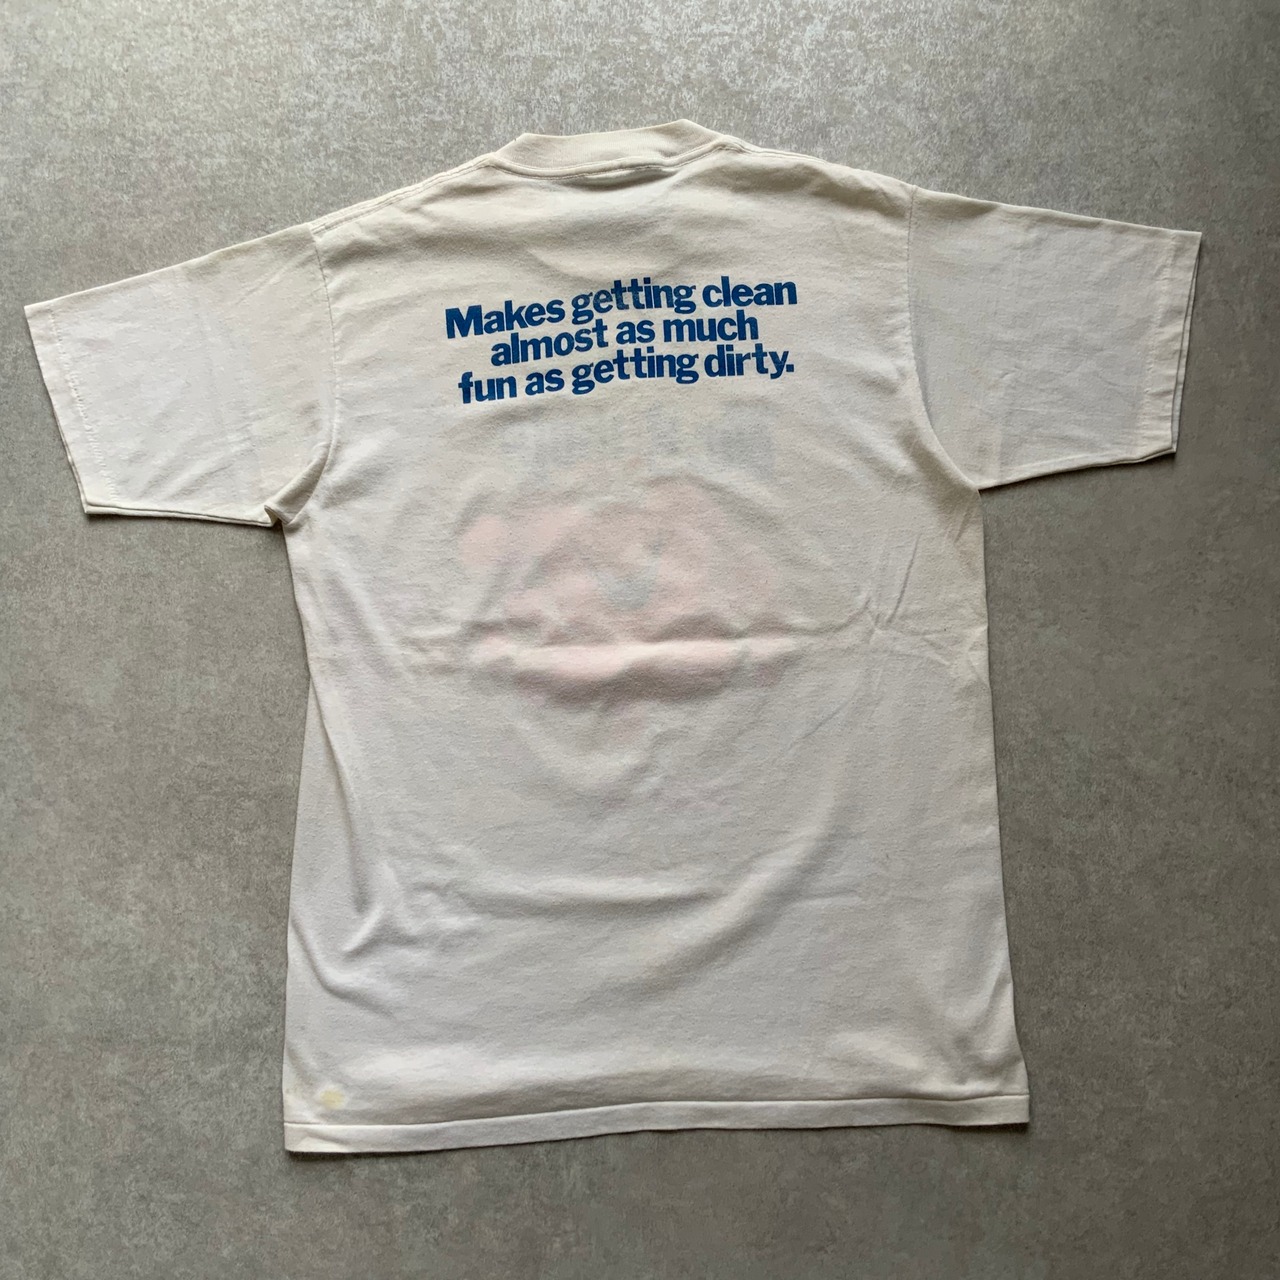 Makes getting clean
almost as much
fun as getting dirty.